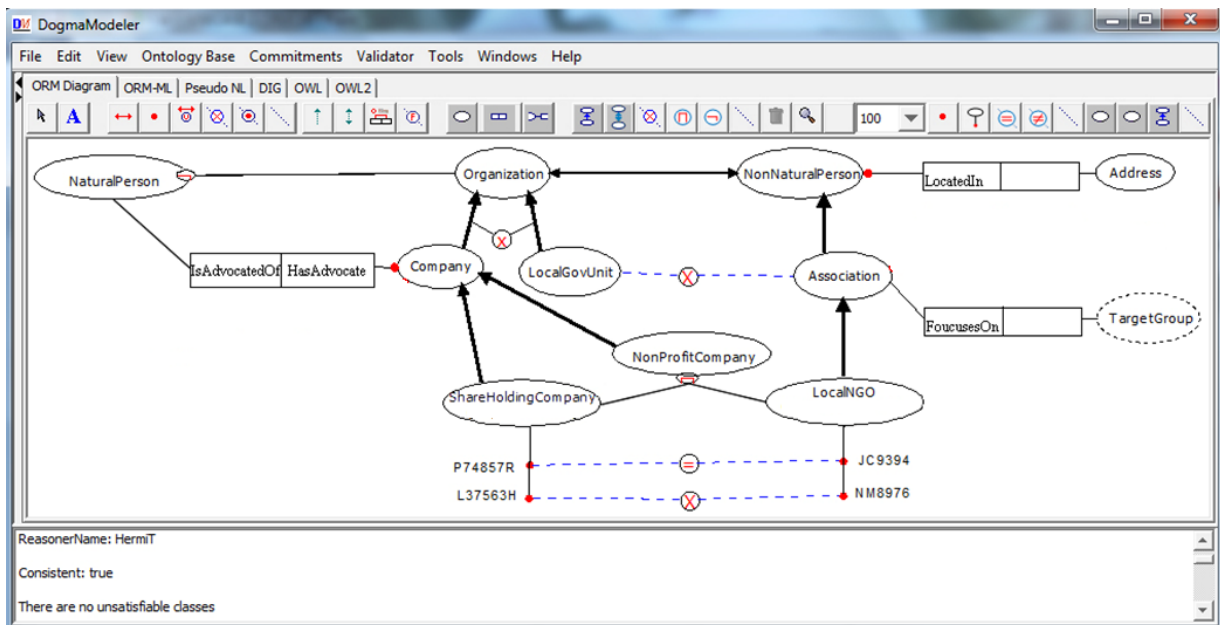 DM DogmaModeler
File Edit View Ontology Base Commitments Validator Tools Windows Help
ORM Diagram ORM-ML Pseudo NL DIG OWL OWL2
A 100
NaturalPerson
Organization
NonNaturalPerson
LocatedIn
Address
IsAdvocatedOf HasAdvocate
Company
LocalGovUnit
Association
FoucusesOn
TargetGroup
NonProfitCompany
ShareHoldingCompany
LocalNGO
P74857R
JC9394
L37563H
NM8976
ReasonerName: HermiT
Consistent: true
There are no unsatisfiable classes